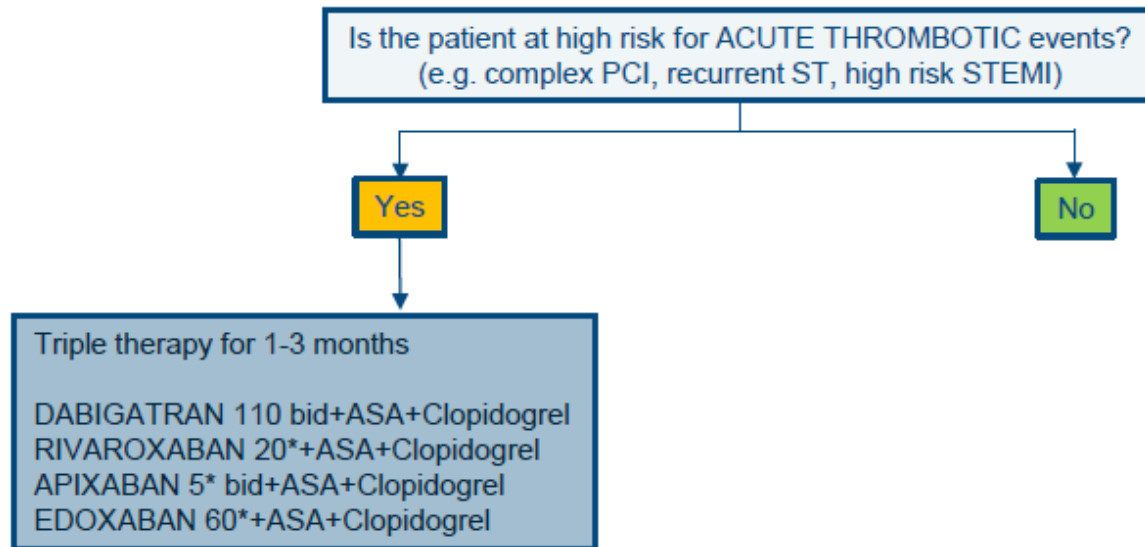 Is the patient at high risk for ACUTE THROMBOTIC events?
(e.g. complex PCI, recurrent ST, high risk STEMI)
Yes
No
Triple therapy for 1-3 months
DABIGATRAN 110 bid+ASA+Clopidogrel
RIVAROXABAN 20*+ASA+Clopidogrel
APIXABAN 5* bid+ASA+Clopidogrel
EDOXABAN 60*+ASA+Clopidogrel